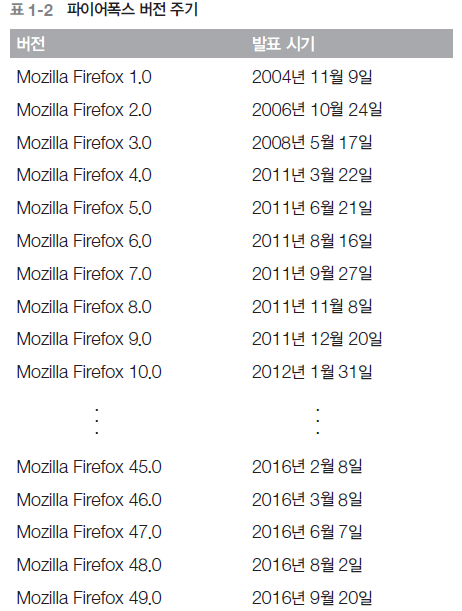 표 1-2 파이어폭스 버전 주기
버전 발표 시기
Mozilla Firefox 1.0 2004년 11월 9일
Mozilla Firefox 2.0 2006년 10월 24일
Mozilla Firefox 3.0 2008년 5월 17일
Mozilla Firefox 4.0 2011년 3월 22일
Mozilla Firefox 5.0 2011년 6월 21일
Mozilla Firefox 6.0 2011년 8월 16일
Mozilla Firefox 7.0 2011년 9월 27일
Mozilla Firefox 8.0 2011년 11월 8일
Mozilla Firefox 9.0 2011년 12월 20일
Mozilla Firefox 10.0 2012년 1월 31일
⋮ ⋮
Mozilla Firefox 45.0 2016년 2월 8일
Mozilla Firefox 46.0 2016년 3월 8일
Mozilla Firefox 47.0 2016년 6월 7일
Mozilla Firefox 48.0 2016년 8월 2일
Mozilla Firefox 49.0 2016년 9월 20일